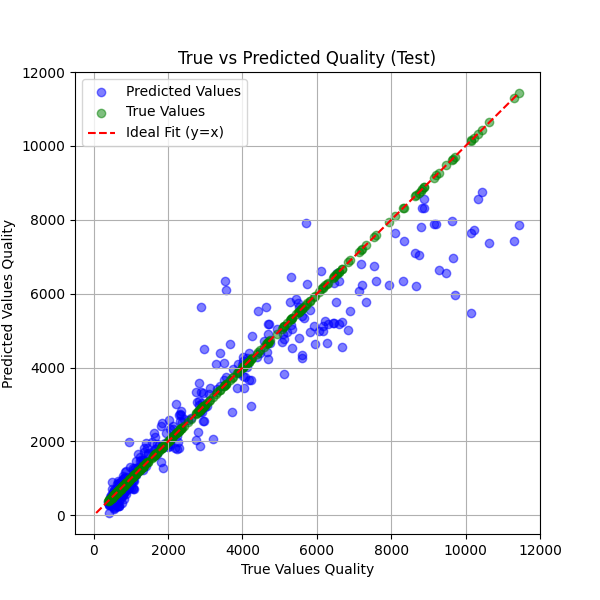 True vs Predicted Quality (Test)
Predicted Values
True Values
Ideal Fit (y=x)
12000
10000
8000
6000
4000
2000
0
Predicted Values Quality
0 2000 4000 6000 8000 10000 12000
True Values Quality